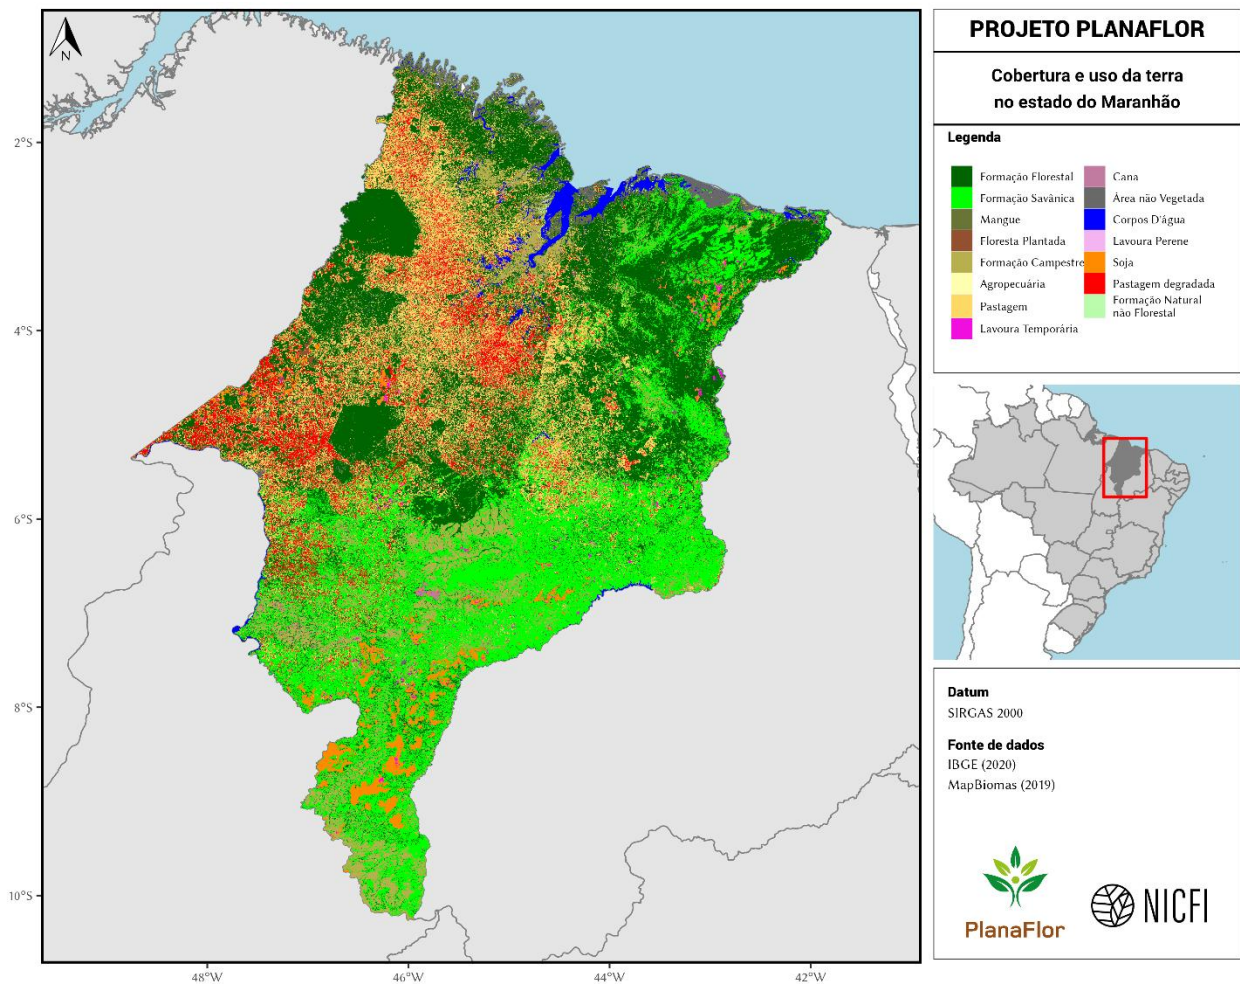 N
2°S
4°S
6°S
8°S
10°S
48°W
46°W
44°W
42°W
PROJETO PLANAFLOR
Cobertura e uso da terra
no estado do Maranhão
Legenda
Formação Florestal
Formação Savânica
Mangue
Floresta Plantada
Formação Campestre
Agropecuária
Pastagem
Lavoura Temporária
Cana
Área não Vegetada
Corpos D'água
Lavoura Perene
Soja
Pastagem degradada
Formação Natural
não Florestal
Datum
SIRGAS 2000
Fonte de dados
IBGE (2020)
MapBiomas (2019)
PlanaFlor
NICFI